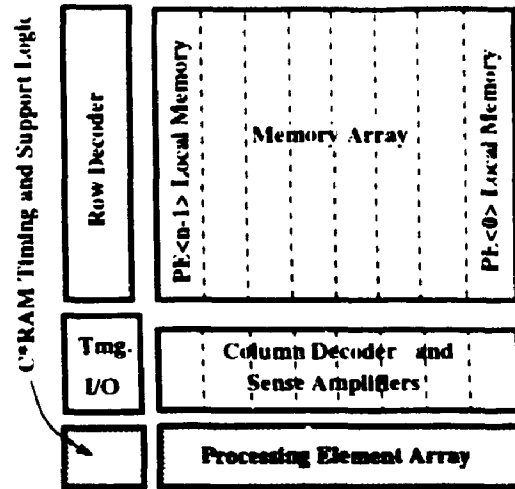 C*RAM Timing and Support Logic
Row Decoder
PE<n-1> Local Memory
Memory Array
PE<0> Local Memory
Tmg.
I/O
Column Decoder and
Sense Amplifiers
Processing Element Array